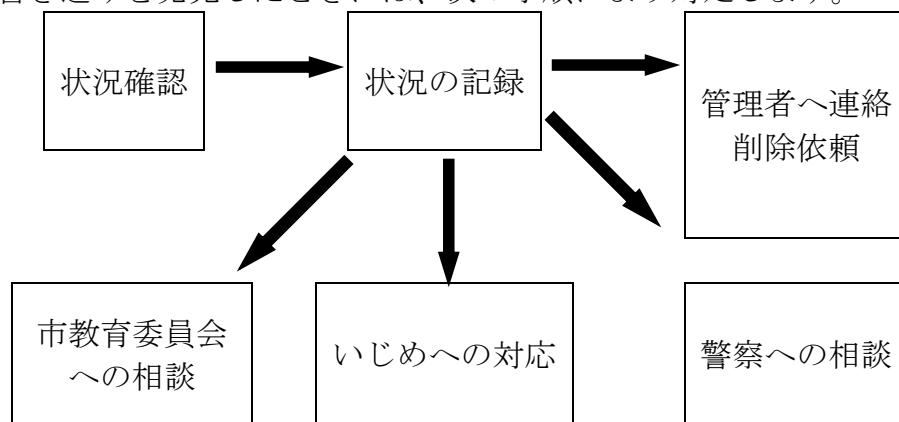 状況確認
状況の記録
管理者へ連絡
削除依頼
市教育委員会
への相談
いじめへの対応
警察への相談